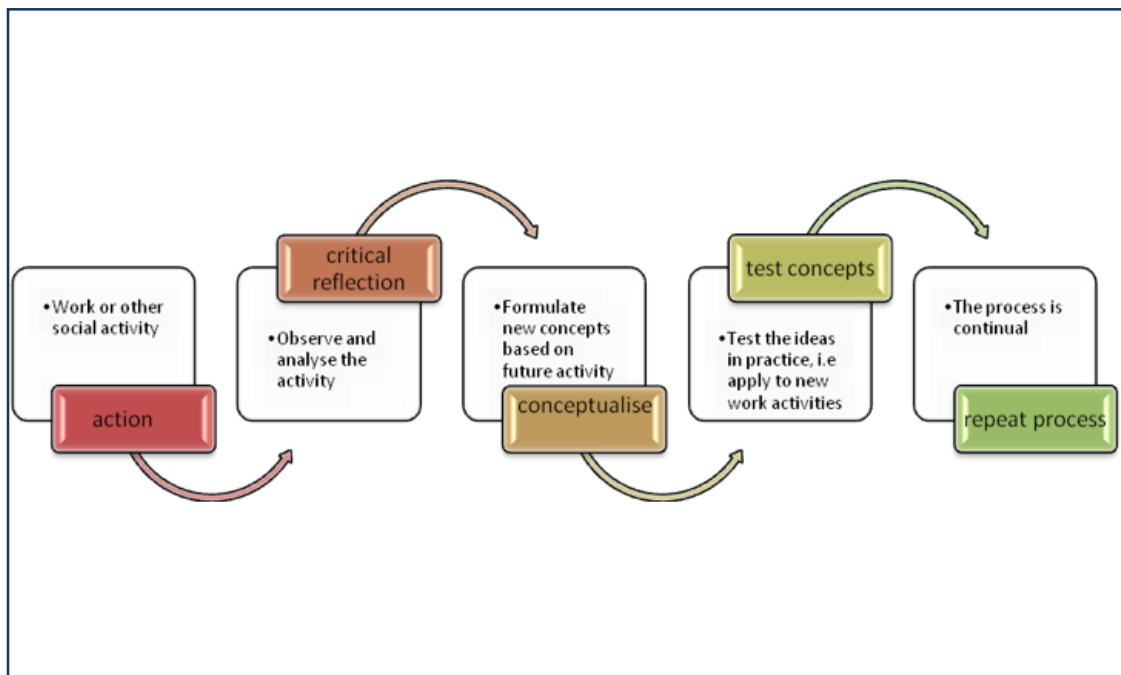 •Work or other
social activity
action
critical
reflection
•Observe and
analyse the
activity
•Formulate
new concepts
based on
future activity
conceptualise
test concepts
•Test the ideas
in practice, i.e
apply to new
work activities
•The process is
continual
repeat process